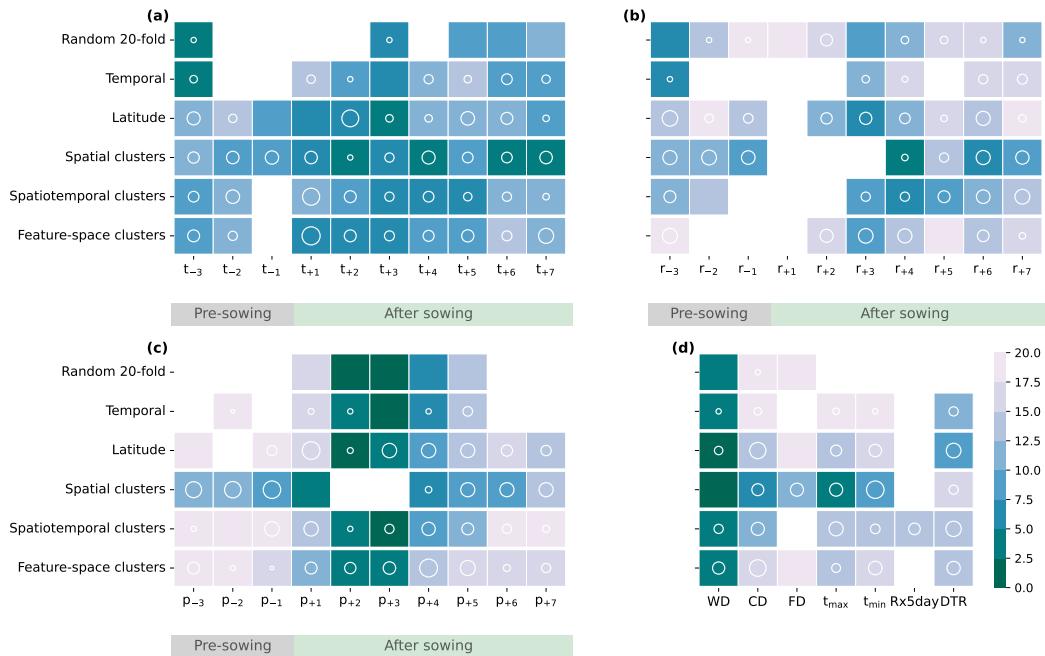 (a)
Random 20-fold
Temporal
Latitude
Spatial clusters
Spatiotemporal clusters
Feature-space clusters
t₋₃ t₋₂ t₋₁ t₊₁ t₊₂ t₊₃ t₊₄ t₊₅ t₊₆ t₊₇
Pre-sowing After sowing
(b)
r₋₃ r₋₂ r₋₁ r₊₁ r₊₂ r₊₃ r₊₄ r₊₅ r₊₆ r₊₇
Pre-sowing After sowing
(c)
Random 20-fold
Temporal
Latitude
Spatial clusters
Spatiotemporal clusters
Feature-space clusters
p₋₃ p₋₂ p₋₁ p₊₁ p₊₂ p₊₃ p₊₄ p₊₅ p₊₆ p₊₇
Pre-sowing After sowing
(d)
WD CD FD t_max t_min Rx5day DTR
20.0
17.5
15.0
12.5
10.0
7.5
5.0
2.5
0.0